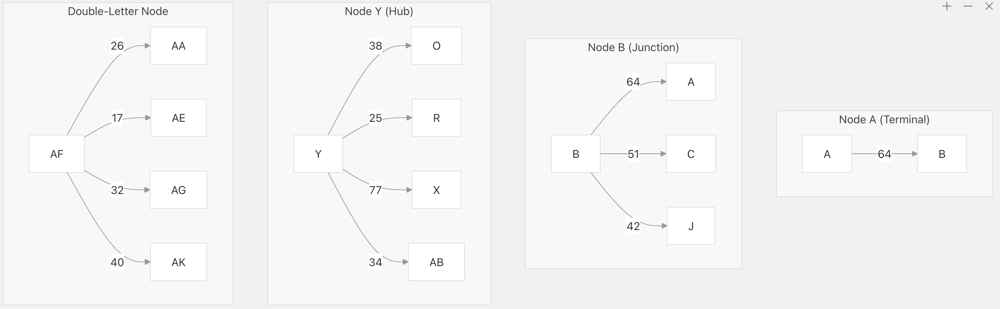 Double-Letter Node
26
AA
17
AE
AF
32
AG
40
AK
Node Y (Hub)
38
O
25
R
Y
77
X
34
AB
Node B (Junction)
64
A
B
51
C
42
J
Node A (Terminal)
A
64
B